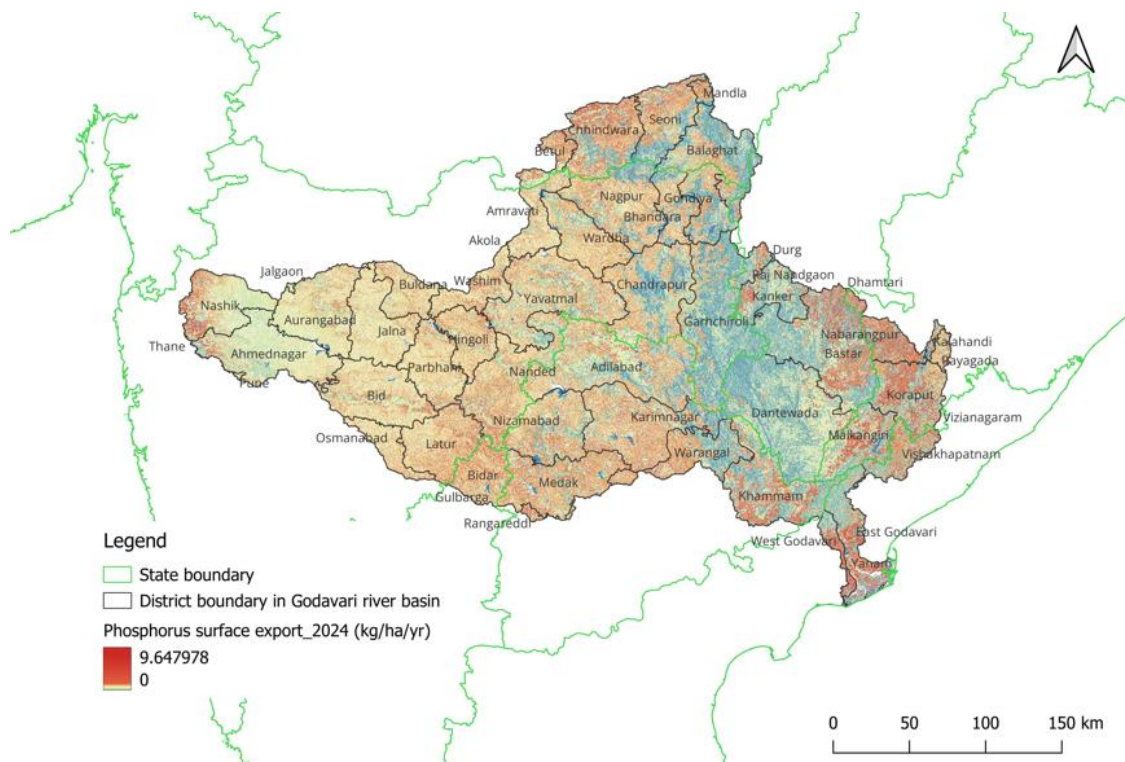 Mandla
Seoni
Chhindwara
Balaghat
Betul
Nagpur
Gondiya
Amravati
Bhandara
Akola
Wardha
Durg
Jalgaon
Buldana
Washim
Raj Nandgaon
Dhamtari
Chandrapur
Kanker
Nashik
Yavatmal
Aurangabad
Garhchiroli
Nabarangpur
Jalna
Hingoli
Kalahandi
Thane
Ahmednagar
Bastar
Rayagada
Parbhani
Nanded
Adilabad
Pune
Bid
Koraput
Dantewada
Nizamabad
Karimnagar
Vizianagaram
Osmanabad
Latur
Malkangiri
Warangal
Vishakhapatnam
Bidar
Medak
Gulbarga
Khammam
Rangareddi
East Godavari
West Godavari
Yanam
Legend
State boundary
District boundary in Godavari river basin
Phosphorus surface export_2024 (kg/ha/yr)
9.647978
0
0 50 100 150 km